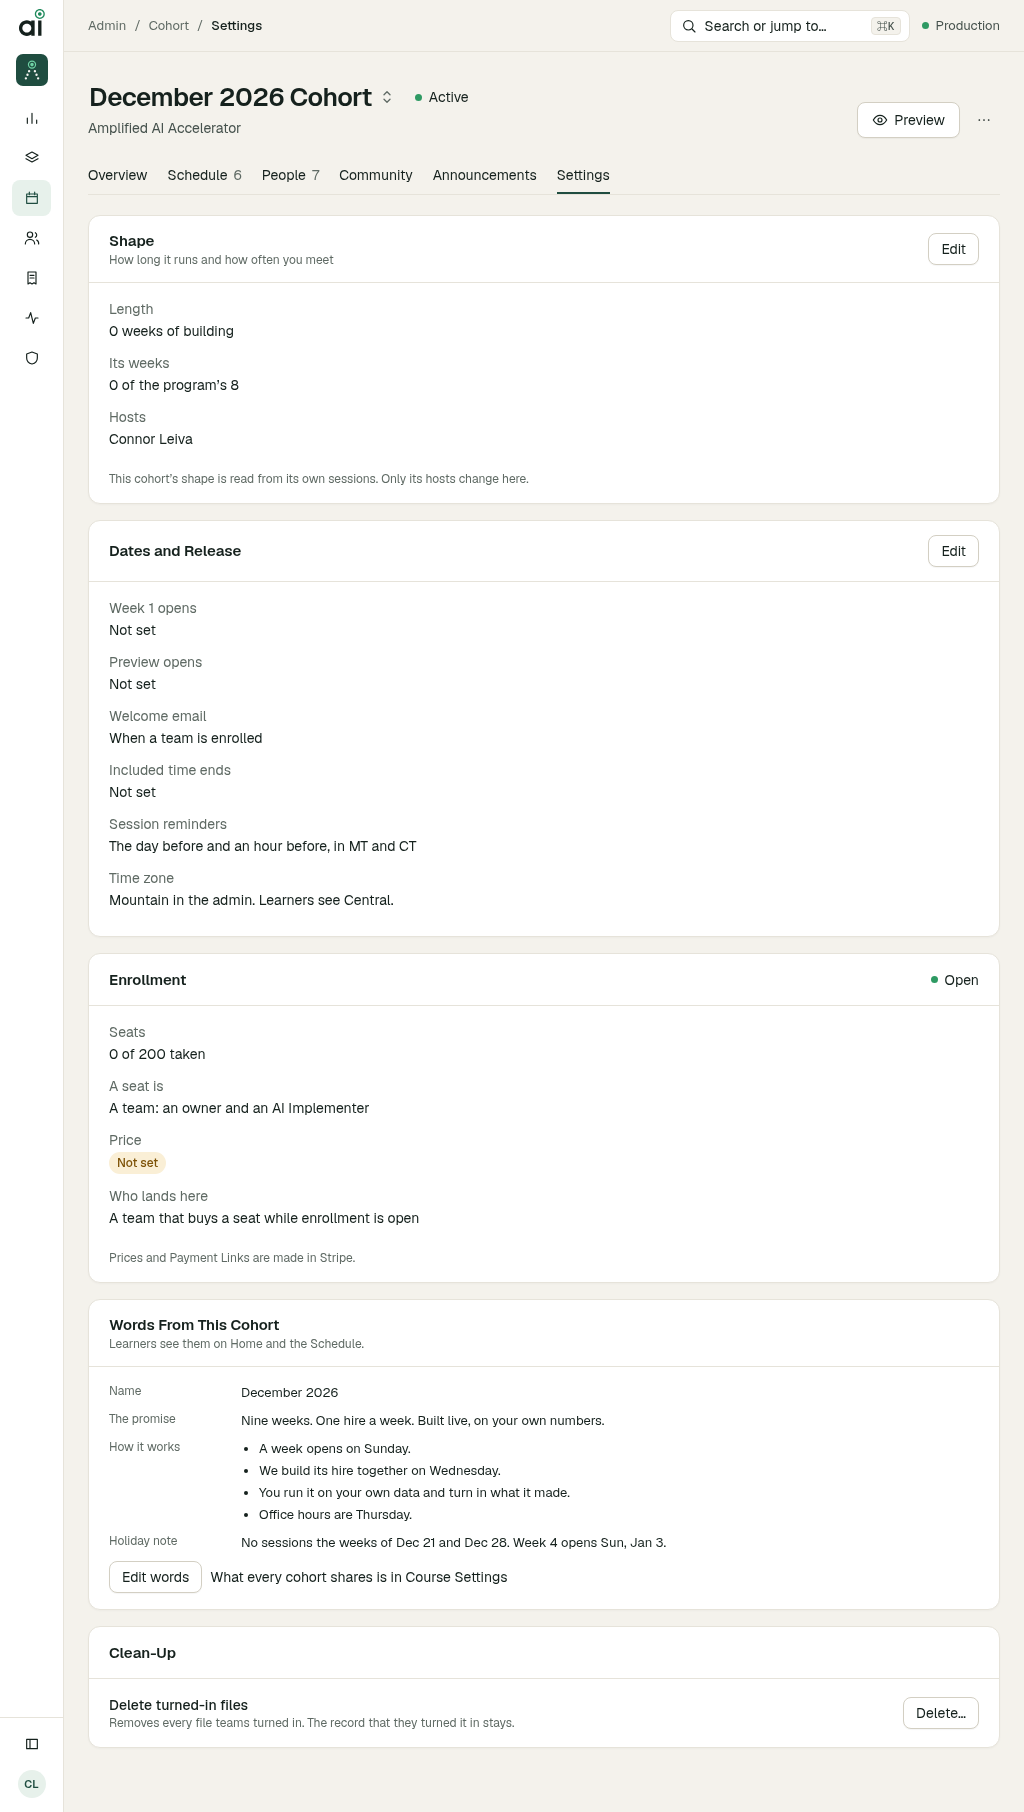 ai
Admin / Cohort / Settings
Search or jump to…
⌘K
Production
December 2026 Cohort
Active
Amplified AI Accelerator
Preview
Overview
Schedule 6
People 7
Community
Announcements
Settings
Shape
How long it runs and how often you meet
Edit
Length
0 weeks of building
Its weeks
0 of the program's 8
Hosts
Connor Leiva
This cohort's shape is read from its own sessions. Only its hosts change here.
Dates and Release
Edit
Week 1 opens
Not set
Preview opens
Not set
Welcome email
When a team is enrolled
Included time ends
Not set
Session reminders
The day before and an hour before, in MT and CT
Time zone
Mountain in the admin. Learners see Central.
Enrollment
Open
Seats
0 of 200 taken
A seat is
A team: an owner and an AI Implementer
Price
Not set
Who lands here
A team that buys a seat while enrollment is open
Prices and Payment Links are made in Stripe.
Words From This Cohort
Learners see them on Home and the Schedule.
Name
December 2026
The promise
Nine weeks. One hire a week. Built live, on your own numbers.
How it works
• A week opens on Sunday.
• We build its hire together on Wednesday.
• You run it on your own data and turn in what it made.
• Office hours are Thursday.
Holiday note
No sessions the weeks of Dec 21 and Dec 28. Week 4 opens Sun, Jan 3.
Edit words
What every cohort shares is in Course Settings
Clean-Up
Delete turned-in files
Removes every file teams turned in. The record that they turned it in stays.
Delete…
CL